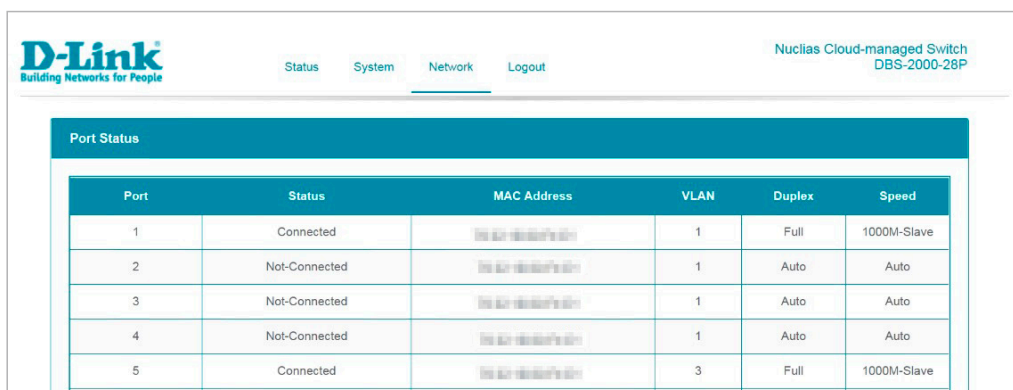 D-Link
Building Networks for People
Status System Network Logout
Nuclias Cloud-managed Switch
DBS-2000-28P
Port Status
Port Status MAC Address VLAN Duplex Speed
1 Connected 1 Full 1000M-Slave
2 Not-Connected 1 Auto Auto
3 Not-Connected 1 Auto Auto
4 Not-Connected 1 Auto Auto
5 Connected 3 Full 1000M-Slave